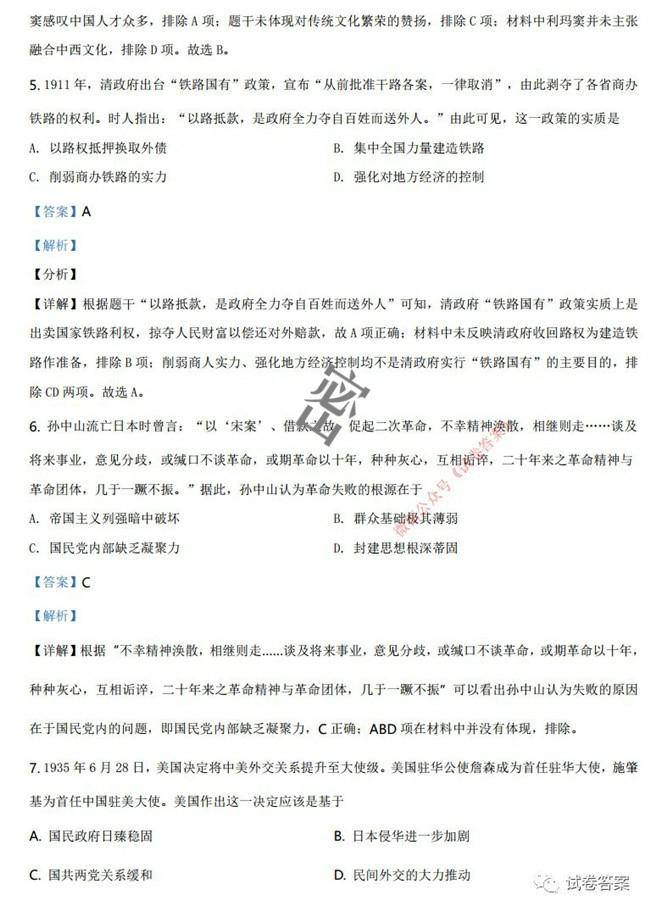 窦感叹中国人才众多，排除 A 项；题干未体现对传统文化繁荣的赞扬，排除 C 项；材料中利玛窦并未主张
融合中西文化，排除 D 项。故选 B。
5. 1911 年，清政府出台“铁路国有”政策，宣布“从前批准干路各案，一律取消”，由此剥夺了各省商办
铁路的权利。时人指出：“以路抵款，是政府全力夺自百姓而送外人。”由此可见，这一政策的实质是
A. 以路权抵押换取外债 B. 集中全国力量建造铁路
C. 削弱商办铁路的实力 D. 强化对地方经济的控制
【答案】A
【解析】
【分析】
【详解】根据题干“以路抵款，是政府全力夺自百姓而送外人”可知，清政府“铁路国有”政策实质上是
出卖国家铁路利权，掠夺人民财富以偿还对外赔款，故 A 项正确；材料中未反映清政府收回路权为建造铁
路作准备，排除 B 项；削弱商人实力、强化地方经济控制均不是清政府实行“铁路国有”的主要目的，排
除 CD 两项。故选 A。
密
6. 孙中山流亡日本时曾言：“以‘宋案’、借款之故，促起二次革命，不幸精神涣散，相继则走……谈及
将来事业，意见分歧，或缄口不谈革命，或期革命以十年，种种灰心，互相诟谇，二十年来之革命精神与
革命团体，几于一蹶不振。”据此，孙中山认为革命失败的根源在于
微信公众号《试卷答案》
A. 帝国主义列强暗中破坏 B. 群众基础极其薄弱
C. 国民党内部缺乏凝聚力 D. 封建思想根深蒂固
【答案】C
【解析】
【详解】根据“不幸精神涣散，相继则走……谈及将来事业，意见分歧，或缄口不谈革命，或期革命以十年，
种种灰心，互相诟谇，二十年来之革命精神与革命团体，几于一蹶不振”可以看出孙中山认为失败的原因
在于国民党内的问题，即国民党内部缺乏凝聚力，C 正确；ABD 项在材料中并没有体现，排除。
7. 1935 年 6 月 28 日，美国决定将中美外交关系提升至大使级。美国驻华公使詹森成为首任驻华大使，施肇
基为首任中国驻美大使。美国作出这一决定应该是基于
A. 国民政府日臻稳固 B. 日本侵华进一步加剧
C. 国共两党关系缓和 D. 民间外交的大力推动
试卷答案